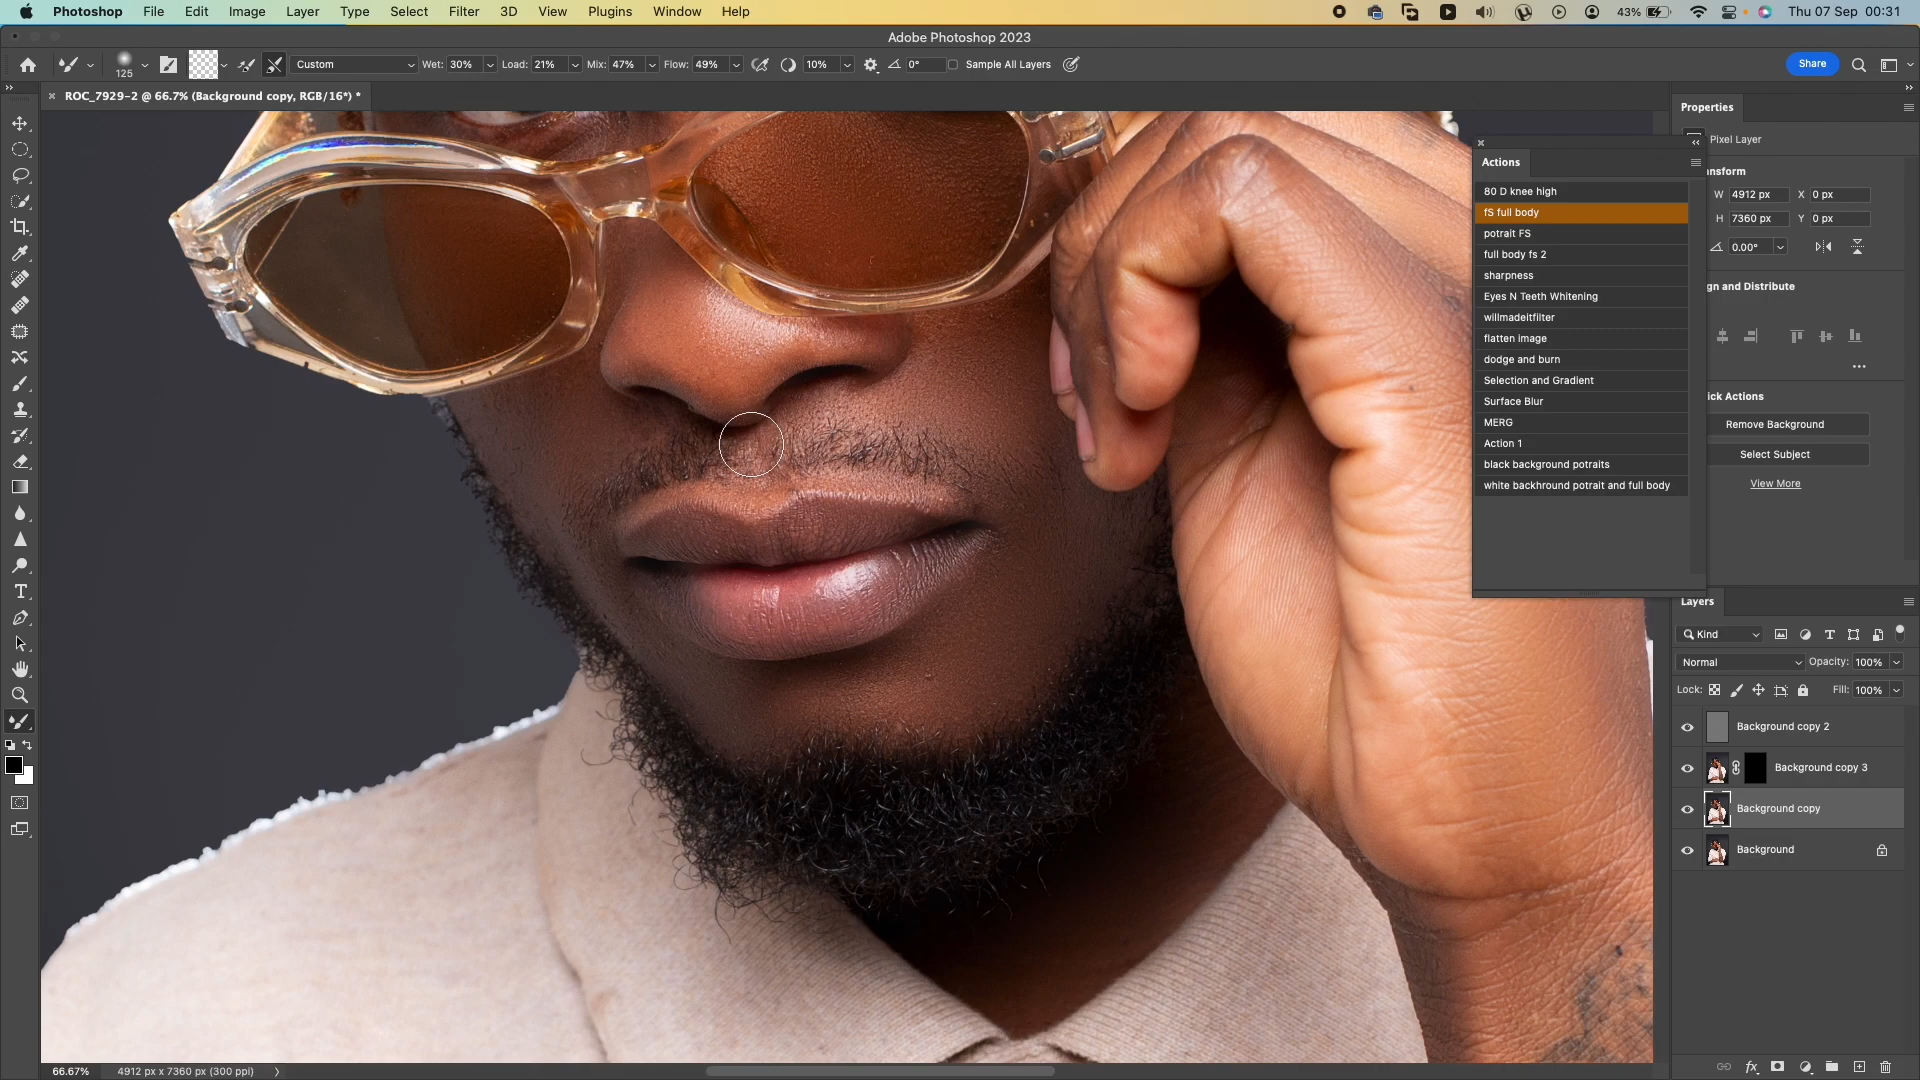 Photoshop File Edit Image Layer Type Select Filter 3D View Plugins Window Help 43% Thu 07 Sep 00:31
Adobe Photoshop 2023
125 Custom Wet: 30% Load: 21% Mix: 47% Flow: 49% 10% 0° Sample All Layers Share
ROC_7929-2 @ 66.7% (Background copy, RGB/16*) *
Properties
Pixel Layer
Actions
ansform
80 D knee high
W 4912 px X 0 px
fS full body
H 7360 px Y 0 px
potrait FS
0.00°
full body fs 2
sharpness
ign and Distribute
Eyes N Teeth Whitening
willmadeitfilter
flatten image
dodge and burn
Selection and Gradient
ick Actions
Surface Blur
MERG
Remove Background
Action 1
Select Subject
black background potraits
View More
white backhround potrait and full body
Layers
Kind
Normal Opacity: 100%
Lock: Fill: 100%
Background copy 2
Background copy 3
Background copy
Background
66.67% 4912 px x 7360 px (300 ppi)